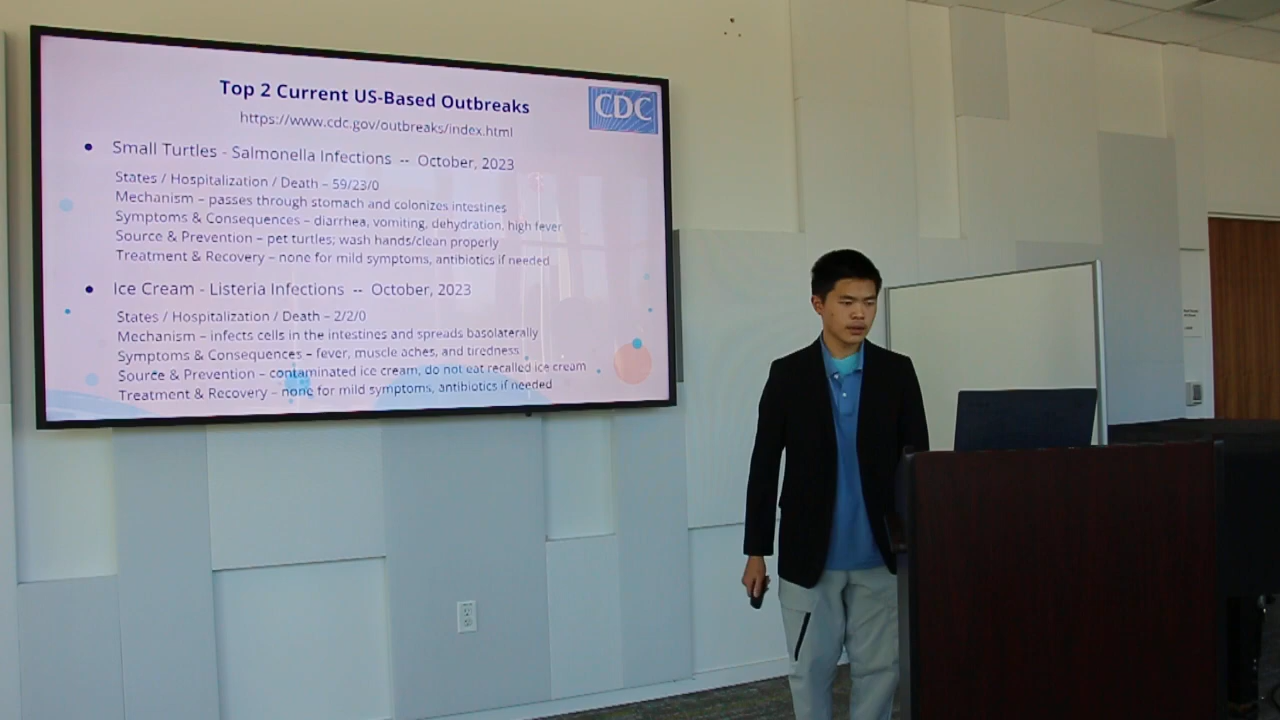 Top 2 Current US-Based Outbreaks
CDC
https://www.cdc.gov/outbreaks/index.html
• Small Turtles - Salmonella Infections -- October, 2023
States / Hospitalization / Death – 59/23/0
Mechanism – passes through stomach and colonizes intestines
Symptoms & Consequences – diarrhea, vomiting, dehydration, high fever
Source & Prevention – pet turtles; wash hands/clean properly
Treatment & Recovery – none for mild symptoms, antibiotics if needed
• Ice Cream - Listeria Infections -- October, 2023
States / Hospitalization / Death – 2/2/0
Mechanism – infects cells in the intestines and spreads basolaterally
Symptoms & Consequences – fever, muscle aches, and tiredness
Source & Prevention – contaminated ice cream, do not eat recalled ice cream
Treatment & Recovery – none for mild symptoms, antibiotics if needed